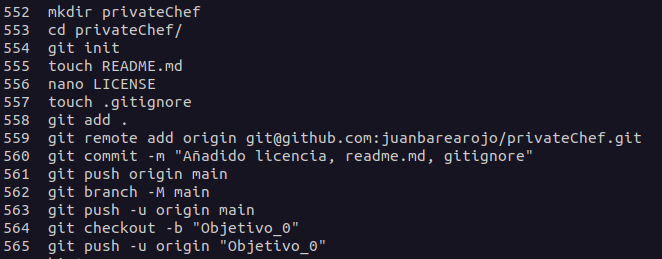 552 mkdir privateChef
553 cd privateChef/
554 git init
555 touch README.md
556 nano LICENSE
557 touch .gitignore
558 git add .
559 git remote add origin git@github.com:juanbarearojo/privateChef.git
560 git commit -m "Añadido licencia, readme.md, gitignore"
561 git push origin main
562 git branch -M main
563 git push -u origin main
564 git checkout -b "Objetivo_0"
565 git push -u origin "Objetivo_0"